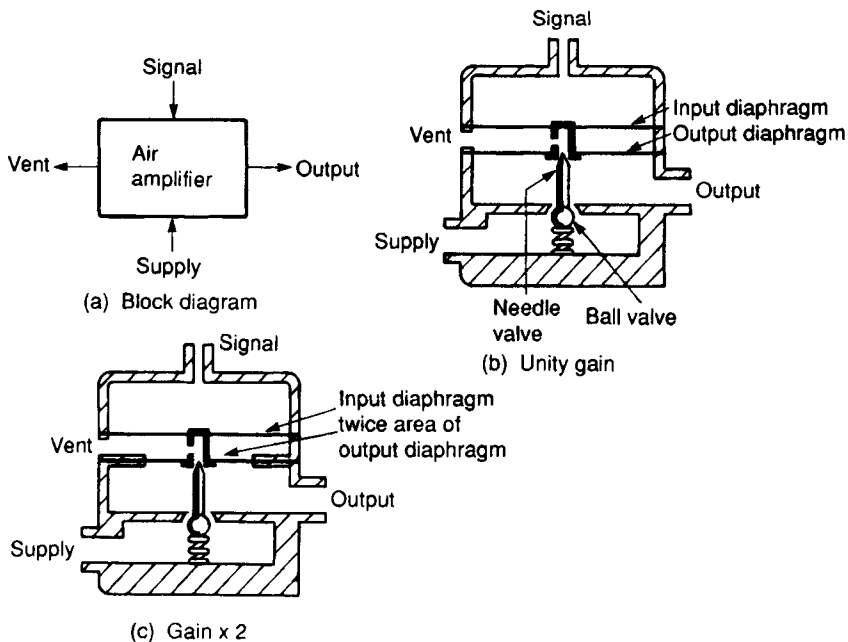 Signal
Vent
Air
amplifier
Output
Supply
(a) Block diagram
Signal
Input diaphragm
Output diaphragm
Vent
Output
Supply
Needle
valve
Ball valve
(b) Unity gain
Signal
Input diaphragm
twice area of
output diaphragm
Vent
Output
Supply
(c) Gain x 2